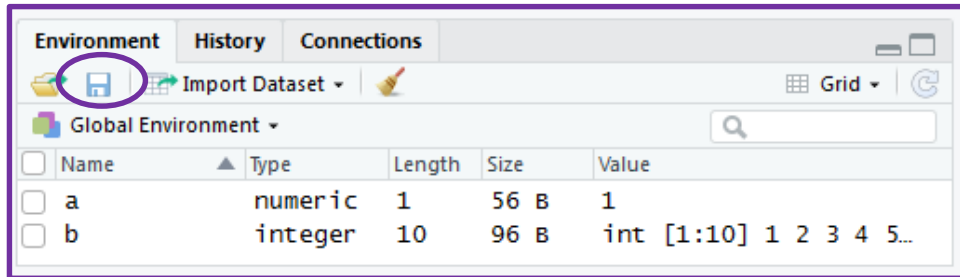 Environment History Connections
Import Dataset Grid
Global Environment
Name Type Length Size Value
a numeric 1 56 B 1
b integer 10 96 B int [1:10] 1 2 3 4 5…